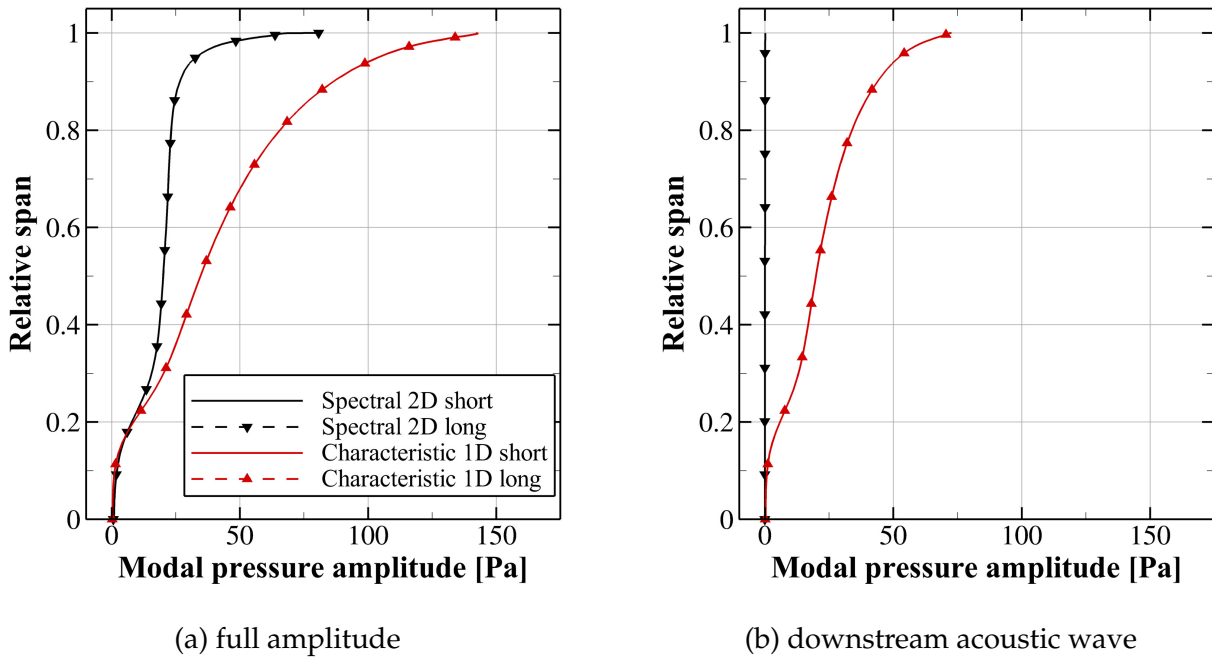 1
0.8
0.6
0.4
0.2
0
Relative span
0
50
100
150
Modal pressure amplitude [Pa]
Spectral 2D short
Spectral 2D long
Characteristic 1D short
Characteristic 1D long
(a) full amplitude
1
0.8
0.6
0.4
0.2
0
Relative span
0
50
100
150
Modal pressure amplitude [Pa]
(b) downstream acoustic wave